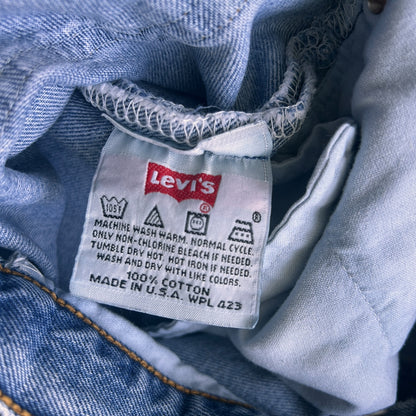 Levi's
®
105F
®
MACHINE WASH WARM. NORMAL CYCLE.
ONLY NON-CHLORINE BLEACH IF NEEDED.
TUMBLE DRY HOT. HOT IRON IF NEEDED.
WASH AND DRY WITH LIKE COLORS.
100% COTTON
MADE IN U.S.A. WPL 423